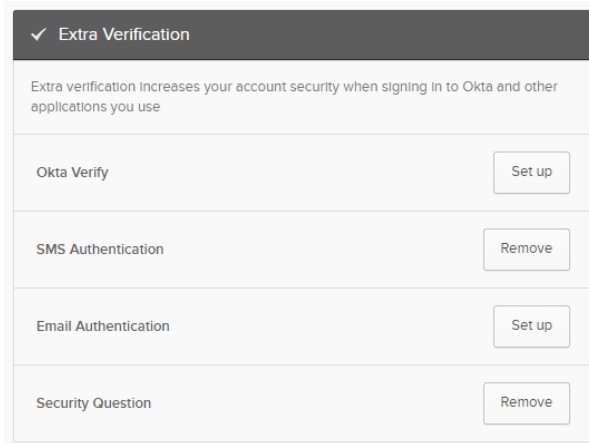 Extra Verification
Extra verification increases your account security when signing in to Okta and other
applications you use
Okta Verify
Set up
SMS Authentication
Remove
Email Authentication
Set up
Security Question
Remove